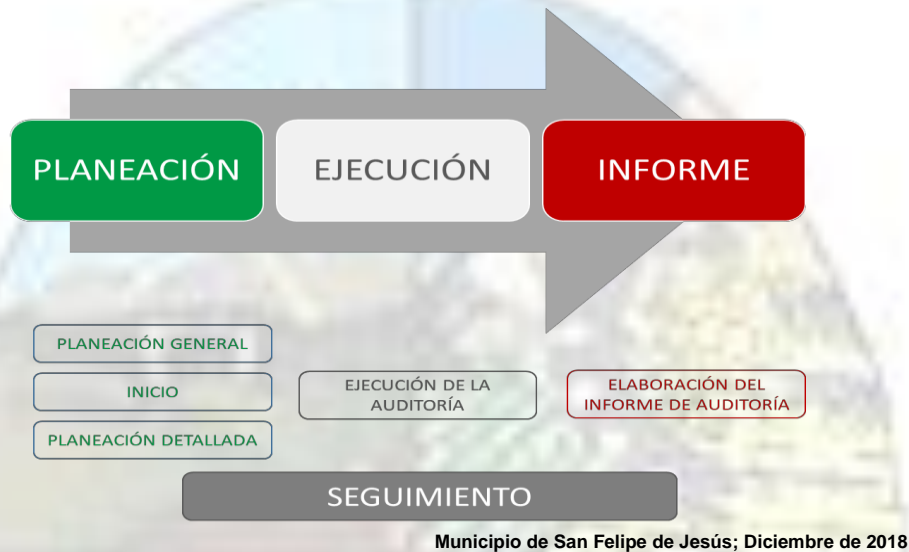 PLANEACIÓN
EJECUCIÓN
INFORME
PLANEACIÓN GENERAL
INICIO
PLANEACIÓN DETALLADA
EJECUCIÓN DE LA
AUDITORÍA
ELABORACIÓN DEL
INFORME DE AUDITORÍA
SEGUIMIENTO
Municipio de San Felipe de Jesús; Diciembre de 2018